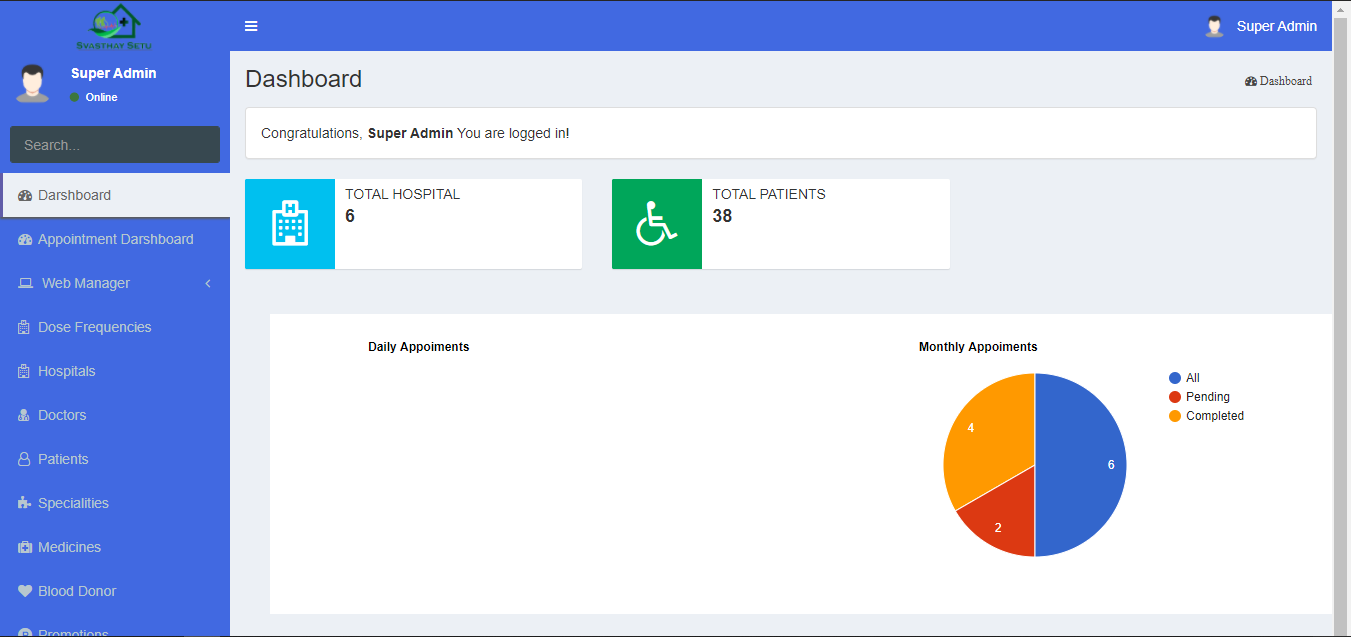 SVASTHAY SETU
Super Admin
Super Admin
Online
Search...
Darshboard
Appointment Darshboard
Web Manager
Dose Frequencies
Hospitals
Doctors
Patients
Specialities
Medicines
Blood Donor
Promotions
Dashboard
Dashboard
Congratulations, Super Admin You are logged in!
TOTAL HOSPITAL
6
TOTAL PATIENTS
38
Daily Appoiments
Monthly Appoiments
All
Pending
Completed
4
6
2